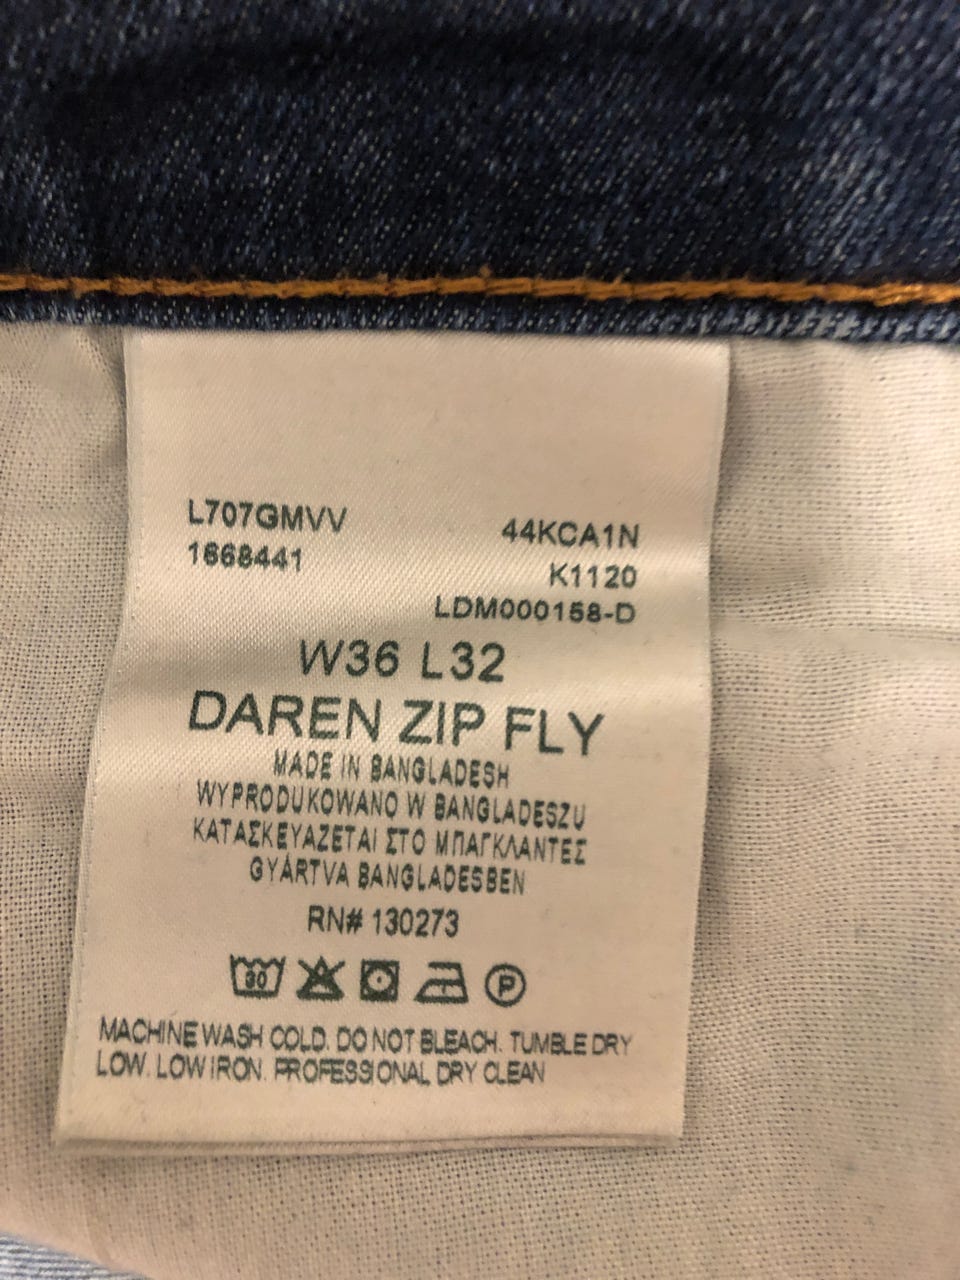 L707GMVV
44KCA1N
1668441
K1120
LDM000158-D
W36 L32
DAREN ZIP FLY
MADE IN BANGLADESH
WYPRODUKOWANO W BANGLADESZU
ΚΑΤΑΣΚΕΥΑΖΕΤΑΙ ΣΤΟ ΜΠΑΓΚΛΑΝΤΕΣ
GYÁRTVA BANGLADESBEN
RN# 130273
30 P
MACHINE WASH COLD. DO NOT BLEACH. TUMBLE DRY
LOW. LOW IRON. PROFESSIONAL DRY CLEAN